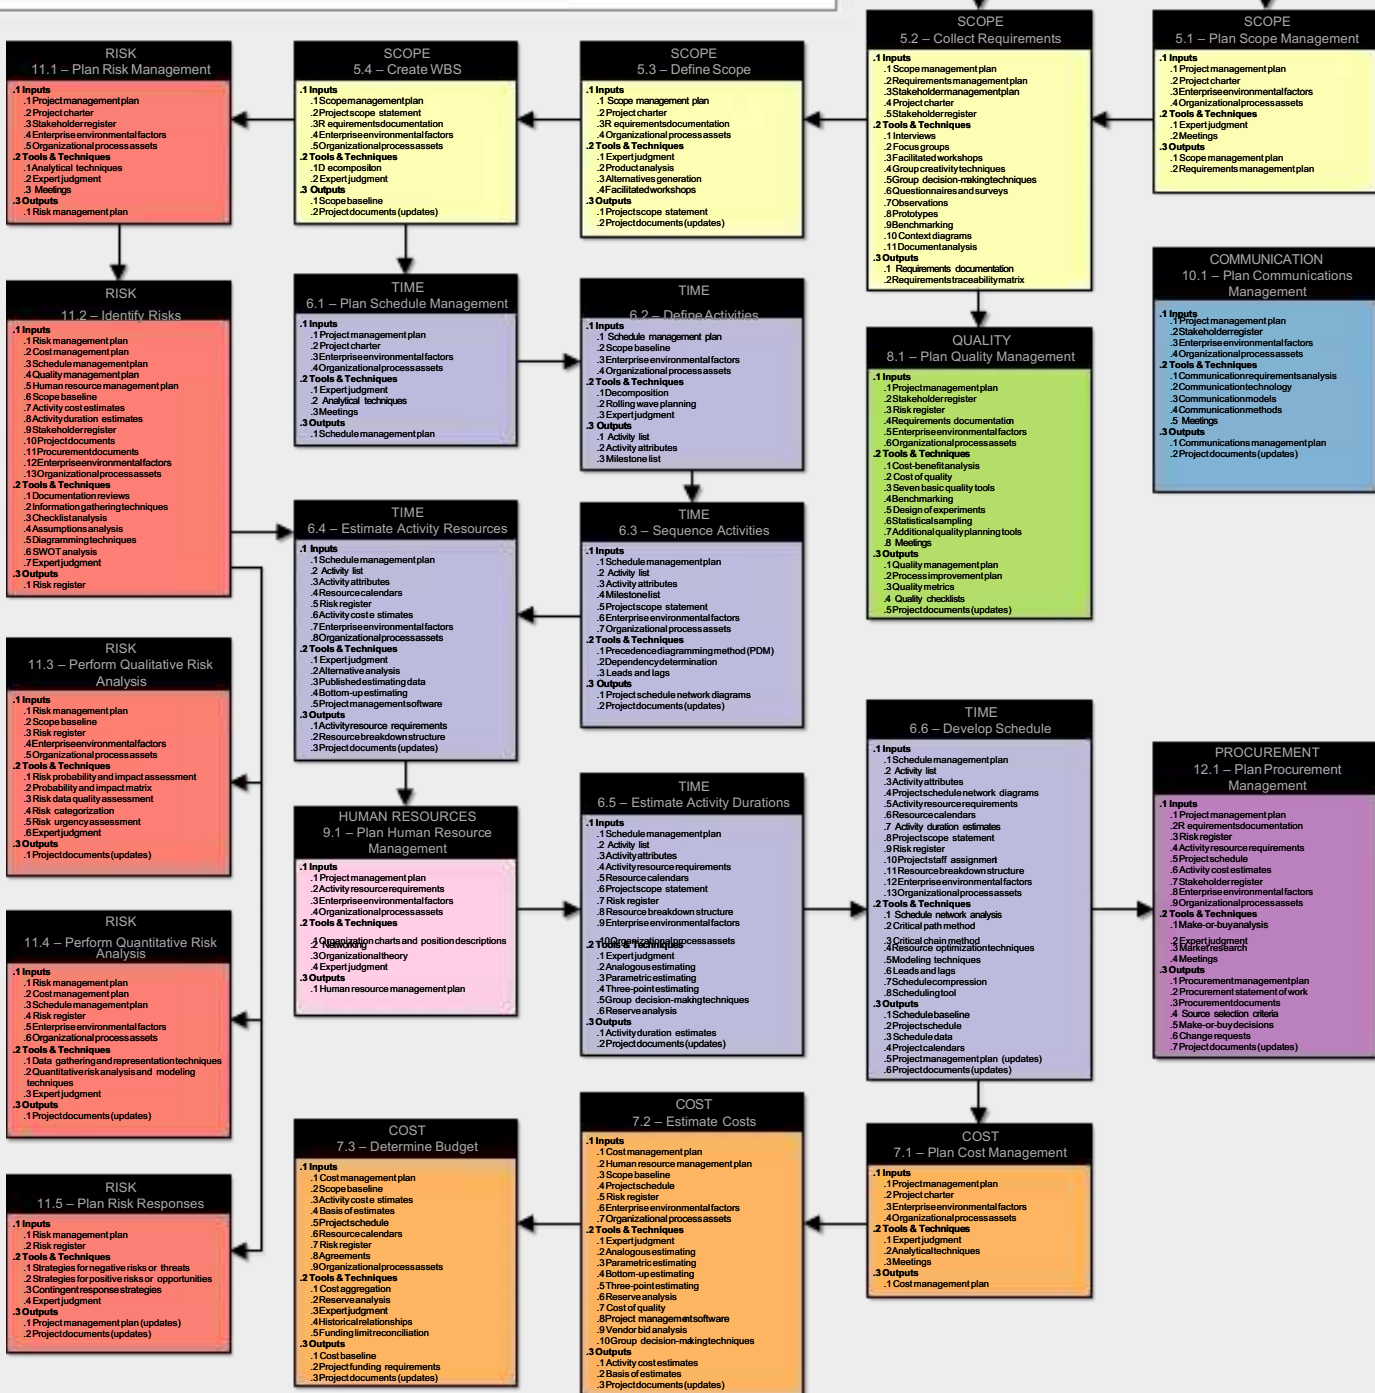 RISK
11.1 – Plan Risk Management
.1 Inputs
.1 Project management plan
.2 Project charter
.3 Stakeholder register
.4 Enterprise environmental factors
.5 Organizational process assets
.2 Tools & Techniques
.1 Analytical techniques
.2 Expert judgment
.3 Meetings
.3 Outputs
.1 Risk management plan
SCOPE
5.4 – Create WBS
.1 Inputs
.1 Scope management plan
.2 Project scope statement
.3R equirements documentation
.4 Enterprise environmental factors
.5 Organizational process assets
.2 Tools & Techniques
.1D ecomposition
.2 Expert judgment
.3 Outputs
.1 Scope baseline
.2 Project documents (updates)
SCOPE
5.3 – Define Scope
.1 Inputs
.1 Scope management plan
.2 Project charter
.3R equirements documentation
.4 Organizational process assets
.2 Tools & Techniques
.1 Expert judgment
.2 Product analysis
.3 Alternatives generation
.4 Facilitated workshops
.3 Outputs
.1 Project scope statement
.2 Project documents (updates)
SCOPE
5.2 – Collect Requirements
.1 Inputs
.1 Scope management plan
.2 Requirements management plan
.3 Stakeholder management plan
.4 Project charter
.5 Stakeholder register
.2 Tools & Techniques
.1 Interviews
.2 Focus groups
.3 Facilitated workshops
.4 Group creativity techniques
.5 Group decision-making techniques
.6 Questionnaires and surveys
.7 Observations
.8 Prototypes
.9 Benchmarking
.10 Context diagrams
.11 Document analysis
.3 Outputs
.1 Requirements documentation
.2 Requirements traceability matrix
SCOPE
5.1 – Plan Scope Management
.1 Inputs
.1 Project management plan
.2 Project charter
.3 Enterprise environmental factors
.4 Organizational process assets
.2 Tools & Techniques
.1 Expert judgment
.2 Meetings
.3 Outputs
.1 Scope management plan
.2 Requirements management plan
RISK
11.2 – Identify Risks
.1 Inputs
.1 Risk management plan
.2 Cost management plan
.3 Schedule management plan
.4 Quality management plan
.5 Human resource management plan
.6 Scope baseline
.7 Activity cost estimates
.8 Activity duration estimates
.9 Stakeholder register
.10 Project documents
.11 Procurement documents
.12 Enterprise environmental factors
.13 Organizational process assets
.2 Tools & Techniques
.1 Documentation reviews
.2 Information gathering techniques
.3 Checklist analysis
.4 Assumptions analysis
.5 Diagramming techniques
.6 SWOT analysis
.7 Expert judgment
.3 Outputs
.1 Risk register
TIME
6.1 – Plan Schedule Management
.1 Inputs
.1 Project management plan
.2 Project charter
.3 Enterprise environmental factors
.4 Organizational process assets
.2 Tools & Techniques
.1 Expert judgment
.2 Analytical techniques
.3 Meetings
.3 Outputs
.1 Schedule management plan
TIME
6.2 – Define Activities
.1 Inputs
.1 Schedule management plan
.2 Scope baseline
.3 Enterprise environmental factors
.4 Organizational process assets
.2 Tools & Techniques
.1 Decomposition
.2 Rolling wave planning
.3 Expert judgment
.3 Outputs
.1 Activity list
.2 Activity attributes
.3 Milestone list
QUALITY
8.1 – Plan Quality Management
.1 Inputs
.1 Project management plan
.2 Stakeholder register
.3 Risk register
.4 Requirements documentation
.5 Enterprise environmental factors
.6 Organizational process assets
.2 Tools & Techniques
.1 Cost-benefit analysis
.2 Cost of quality
.3 Seven basic quality tools
.4 Benchmarking
.5 Design of experiments
.6 Statistical sampling
.7 Additional quality planning tools
.8 Meetings
.3 Outputs
.1 Quality management plan
.2 Process improvement plan
.3 Quality metrics
.4 Quality checklists
.5 Project documents (updates)
COMMUNICATION
10.1 – Plan Communications
Management
.1 Inputs
.1 Project management plan
.2 Stakeholder register
.3 Enterprise environmental factors
.4 Organizational process assets
.2 Tools & Techniques
.1 Communication requirements analysis
.2 Communication technology
.3 Communication models
.4 Communication methods
.5 Meetings
.3 Outputs
.1 Communications management plan
.2 Project documents (updates)
TIME
6.4 – Estimate Activity Resources
.1 Inputs
.1 Schedule management plan
.2 Activity list
.3 Activity attributes
.4 Resource calendars
.5 Risk register
.6 Activity cost e stimates
.7 Enterprise environmental factors
.8 Organizational process assets
.2 Tools & Techniques
.1 Expert judgment
.2 Alternative analysis
.3 Published estimating data
.4 Bottom-up estimating
.5 Project management software
.3 Outputs
.1 Activity resource requirements
.2 Resource breakdown structure
.3 Project documents (updates)
TIME
6.3 – Sequence Activities
.1 Inputs
.1 Schedule management plan
.2 Activity list
.3 Activity attributes
.4 Milestone list
.5 Project scope statement
.6 Enterprise environmental factors
.7 Organizational process assets
.2 Tools & Techniques
.1 Precedence diagramming method (PDM)
.2 Dependency determination
.3 Leads and lags
.3 Outputs
.1 Project schedule network diagrams
.2 Project documents (updates)
RISK
11.3 – Perform Qualitative Risk
Analysis
.1 Inputs
.1 Risk management plan
.2 Scope baseline
.3 Risk register
.4 Enterprise environmental factors
.5 Organizational process assets
.2 Tools & Techniques
.1 Risk probability and impact assessment
.2 Probability and impact matrix
.3 Risk data quality assessment
.4 Risk categorization
.5 Risk urgency assessment
.6 Expert judgment
.3 Outputs
.1 Project documents (updates)
HUMAN RESOURCES
9.1 – Plan Human Resource
Management
.1 Inputs
.1 Project management plan
.2 Activity resource requirements
.3 Enterprise environmental factors
.4 Organizational process assets
.2 Tools & Techniques
.1 Organization charts and position descriptions
.2 Networking
.3 Organizational theory
.4 Expert judgment
.3 Outputs
.1 Human resource management plan
TIME
6.5 – Estimate Activity Durations
.1 Inputs
.1 Schedule management plan
.2 Activity list
.3 Activity attributes
.4 Activity resource requirements
.5 Resource calendars
.6 Project scope statement
.7 Risk register
.8 Resource breakdown structure
.9 Enterprise environmental factors
.10 Organizational process assets
.2 Tools & Techniques
.1 Expert judgment
.2 Analogous estimating
.3 Parametric estimating
.4 Three-point estimating
.5 Group decision-making techniques
.6 Reserve analysis
.3 Outputs
.1 Activity duration estimates
.2 Project documents (updates)
TIME
6.6 – Develop Schedule
.1 Inputs
.1 Schedule management plan
.2 Activity list
.3 Activity attributes
.4 Project schedule network diagrams
.5 Activity resource requirements
.6 Resource calendars
.7 Activity duration estimates
.8 Project scope statement
.9 Risk register
.10 Project staff assignment
.11 Resource breakdown structure
.12 Enterprise environmental factors
.13 Organizational process assets
.2 Tools & Techniques
.1 Schedule network analysis
.2 Critical path method
.3 Critical chain method
.4 Resource optimization techniques
.5 Modeling techniques
.6 Leads and lags
.7 Schedule compression
.8 Scheduling tool
.3 Outputs
.1 Schedule baseline
.2 Project schedule
.3 Schedule data
.4 Project calendars
.5 Project management plan (updates)
.6 Project documents (updates)
PROCUREMENT
12.1 – Plan Procurement
Management
.1 Inputs
.1 Project management plan
.2R equirements documentation
.3 Risk register
.4 Activity resource requirements
.5 Project schedule
.6 Activity cost estimates
.7 Stakeholder register
.8 Enterprise environmental factors
.9 Organizational process assets
.2 Tools & Techniques
.1 Make-or-buy analysis
.2 Expert judgment
.3 Market research
.4 Meetings
.3 Outputs
.1 Procurement management plan
.2 Procurement statement of work
.3 Procurement documents
.4 Source selection criteria
.5 Make-or-buy decisions
.6 Change requests
.7 Project documents (updates)
RISK
11.4 – Perform Quantitative Risk
Analysis
.1 Inputs
.1 Risk management plan
.2 Cost management plan
.3 Schedule management plan
.4 Risk register
.5 Enterprise environmental factors
.6 Organizational process assets
.2 Tools & Techniques
.1 Data gathering and representation techniques
.2 Quantitative risk analysis and modeling
techniques
.3 Expert judgment
.3 Outputs
.1 Project documents (updates)
COST
7.3 – Determine Budget
.1 Inputs
.1 Cost management plan
.2 Scope baseline
.3 Activity cost e stimates
.4 Basis of estimates
.5 Project schedule
.6 Resource calendars
.7 Risk register
.8 Agreements
.9 Organizational process assets
.2 Tools & Techniques
.1 Cost aggregation
.2 Reserve analysis
.3 Expert judgment
.4 Historical relationships
.5 Funding limit reconciliation
.3 Outputs
.1 Cost baseline
.2 Project funding requirements
.3 Project documents (updates)
COST
7.2 – Estimate Costs
.1 Inputs
.1 Cost management plan
.2 Human resource management plan
.3 Scope baseline
.4 Project schedule
.5 Risk register
.6 Enterprise environmental factors
.7 Organizational process assets
.2 Tools & Techniques
.1 Expert judgment
.2 Analogous estimating
.3 Parametric estimating
.4 Bottom-up estimating
.5 Three-point estimating
.6 Reserve analysis
.7 Cost of quality
.8 Project management software
.9 Vendor bid analysis
.10 Group decision-making techniques
.3 Outputs
.1 Activity cost estimates
.2 Basis of estimates
.3 Project documents (updates)
COST
7.1 – Plan Cost Management
.1 Inputs
.1 Project management plan
.2 Project charter
.3 Enterprise environmental factors
.4 Organizational process assets
.2 Tools & Techniques
.1 Expert judgment
.2 Analytical techniques
.3 Meetings
.3 Outputs
.1 Cost management plan
RISK
11.5 – Plan Risk Responses
.1 Inputs
.1 Risk management plan
.2 Risk register
.2 Tools & Techniques
.1 Strategies for negative risks or threats
.2 Strategies for positive risks or opportunities
.3 Contingent response strategies
.4 Expert judgment
.3 Outputs
.1 Project management plan (updates)
.2 Project documents (updates)